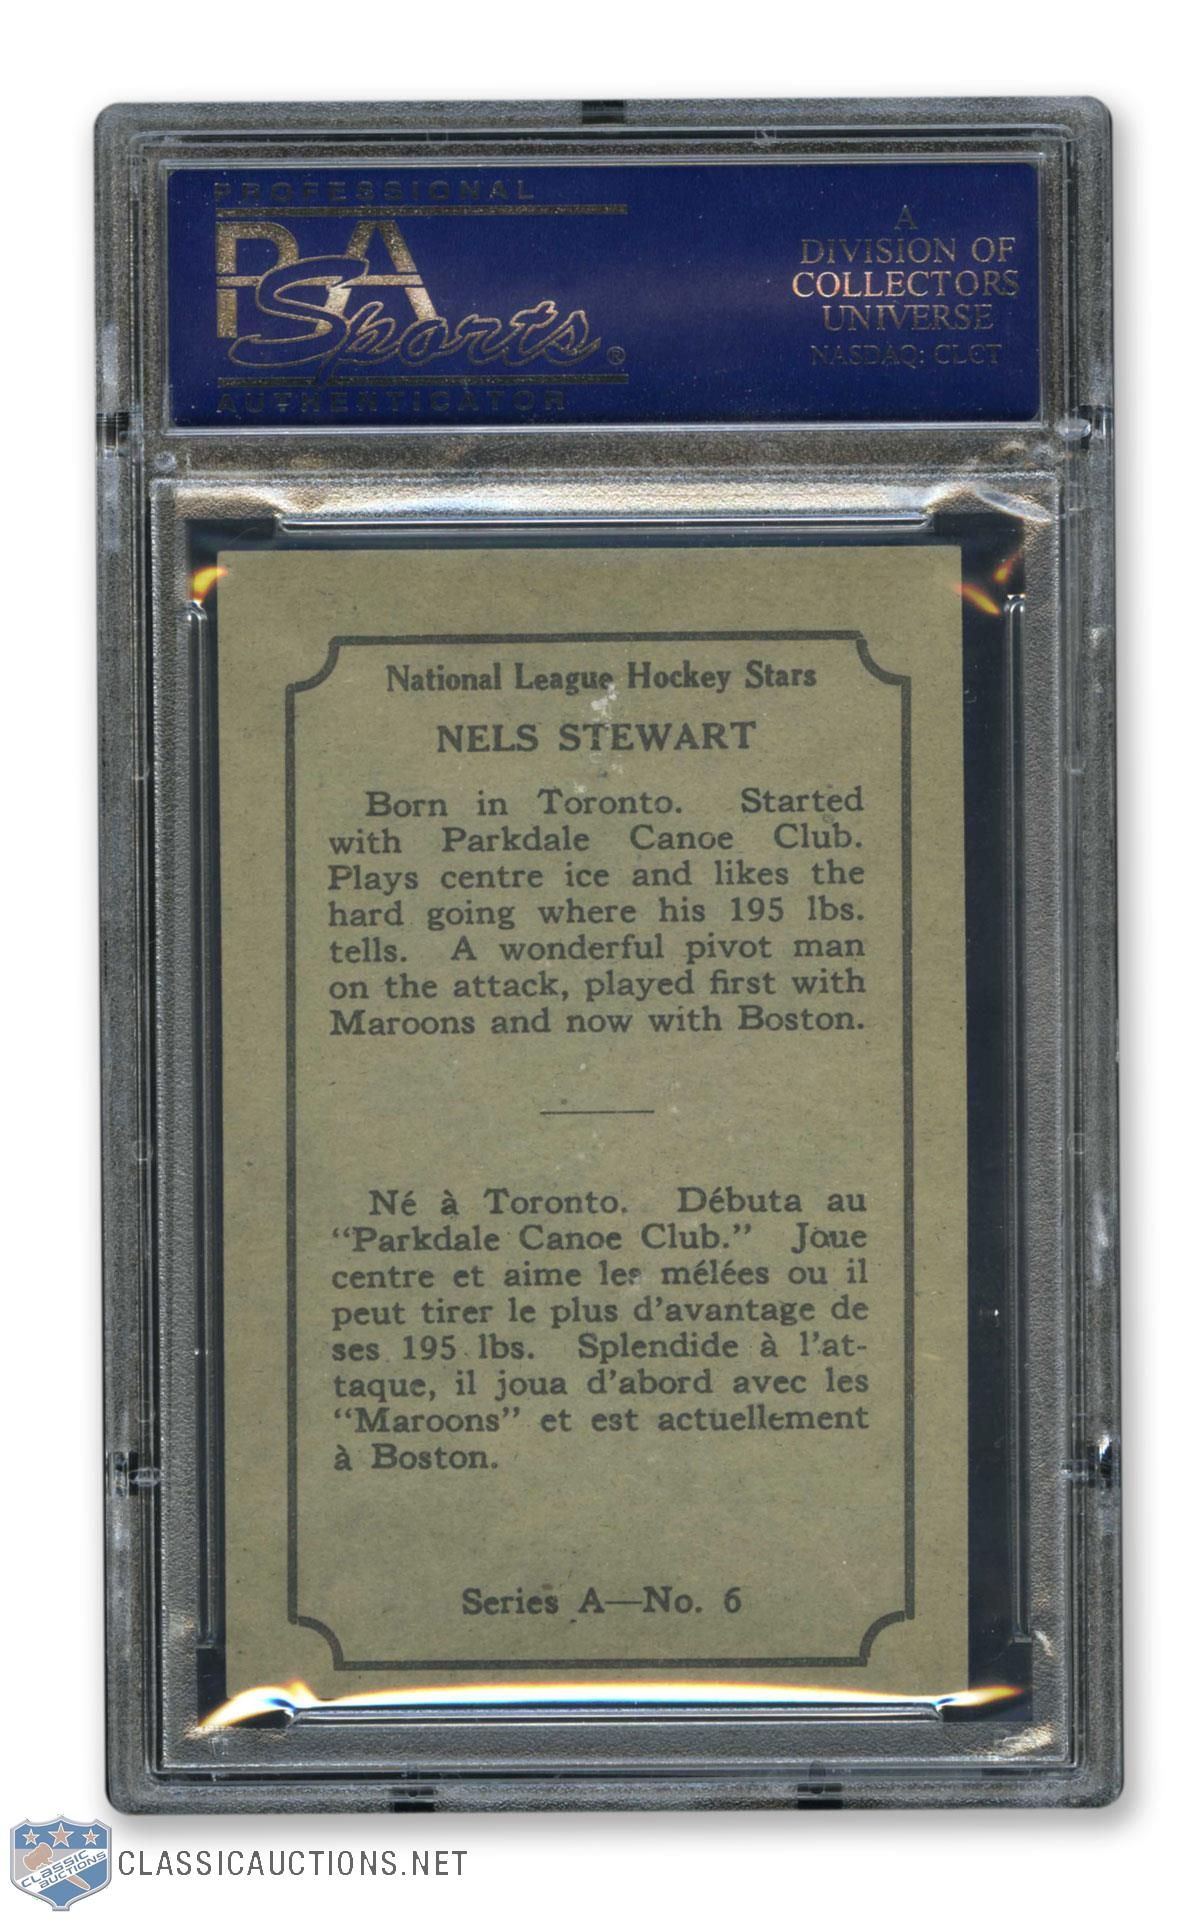 PROFESSIONAL
PSA
Sports®
AUTHENTICATOR
A
DIVISION OF
COLLECTORS
UNIVERSE
NASDAQ: CLCT
National League Hockey Stars
NELS STEWART
Born in Toronto. Started
with Parkdale Canoe Club.
Plays centre ice and likes the
hard going where his 195 lbs.
tells. A wonderful pivot man
on the attack, played first with
Maroons and now with Boston.
Né à Toronto. Débuta au
“Parkdale Canoe Club.” Joue
centre et aime les mélées ou il
peut tirer le plus d’avantage de
ses 195 lbs. Splendide à l’at-
taque, il joua d’abord avec les
“Maroons” et est actuellement
à Boston.
Series A—No. 6
CLASSIC
AUCTIONS
CLASSICAUCTIONS.NET